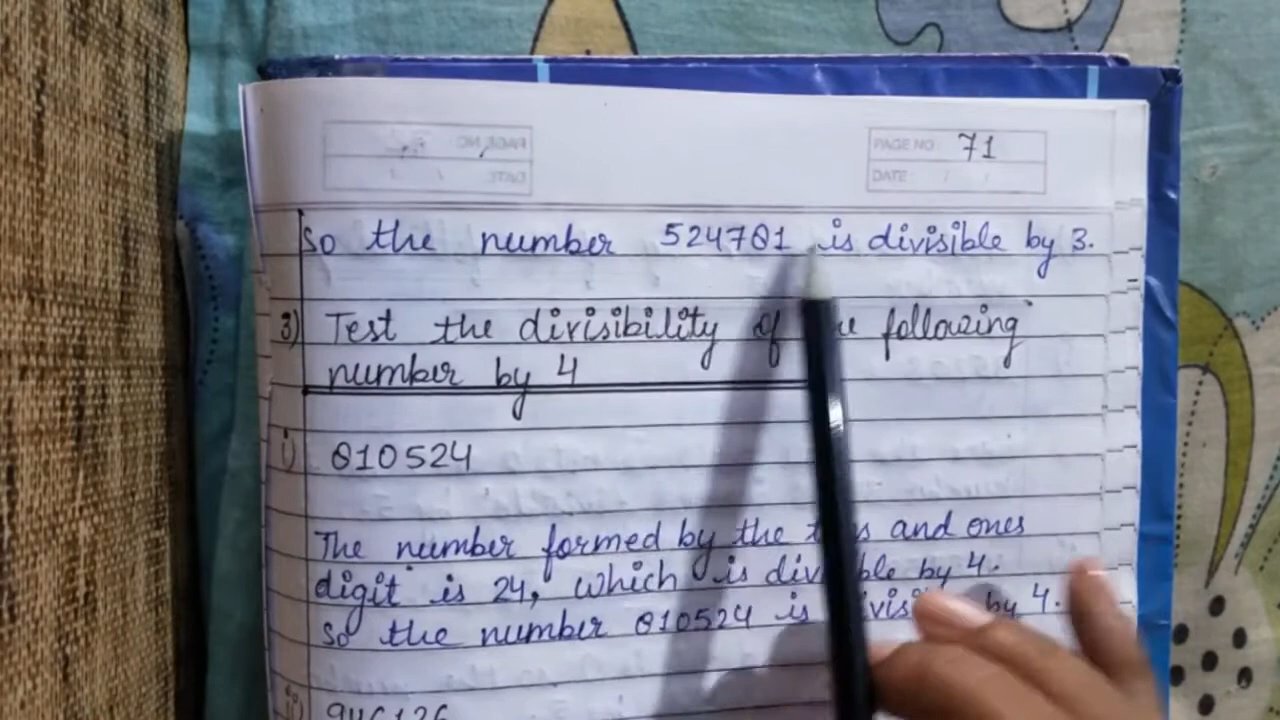 PAGE NO 71
DATE
So the number 524781 is divisible by 3.
3) Test the divisibility of following
number by 4
i) 810524
The number formed by the and ones
digit is 24, which is by 4.
So the number 810524 is by 4.
ii)